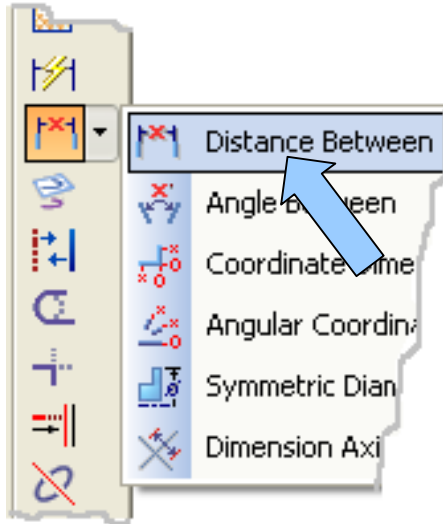 Distance Between
Angle Between
Coordinate Dime
Angular Coordina
Symmetric Diam
Dimension Axi